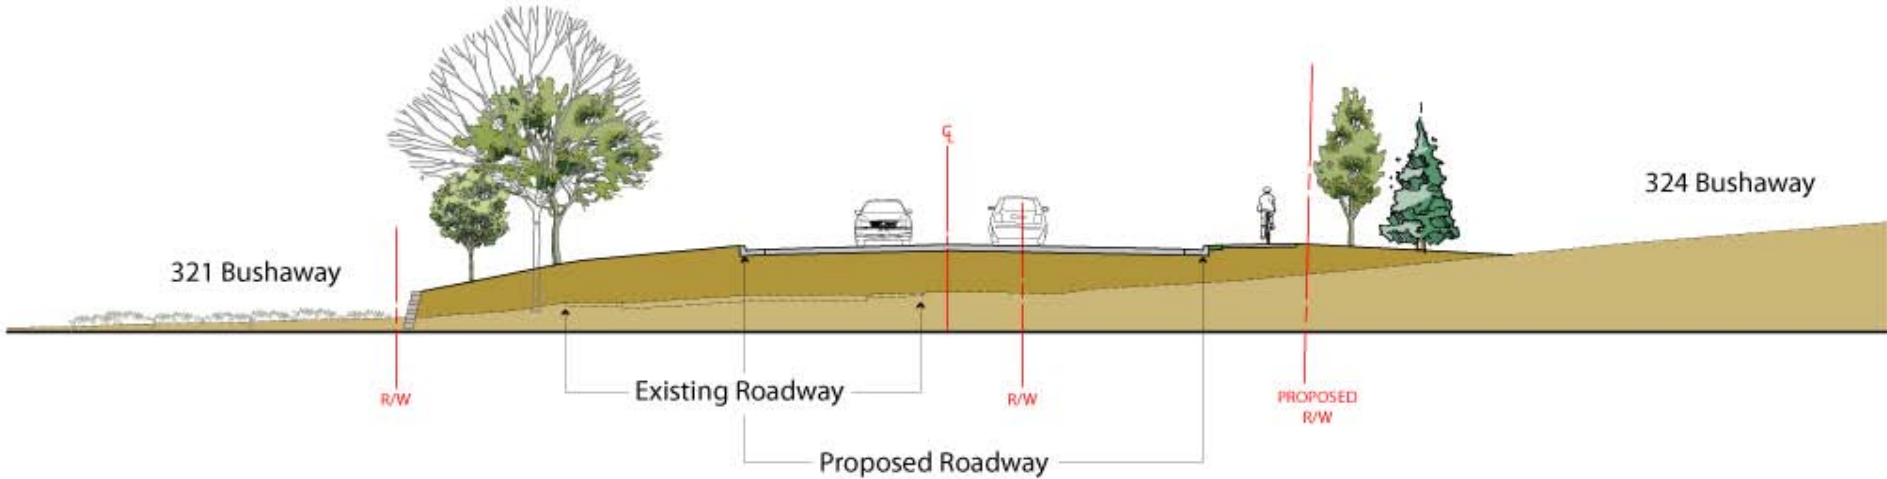 ℄
324 Bushaway
321 Bushaway
Existing Roadway
R/W
R/W
PROPOSED
R/W
Proposed Roadway